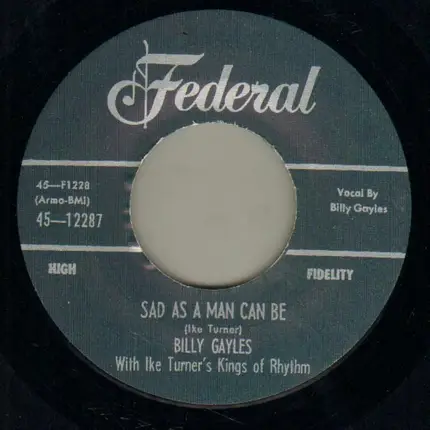 Federal
45—F1228
(Armo-BMI)
45—12287
Vocal By
Billy Gayles
HIGH FIDELITY
SAD AS A MAN CAN BE
(Ike Turner)
BILLY GAYLES
With Ike Turner's Kings of Rhythm